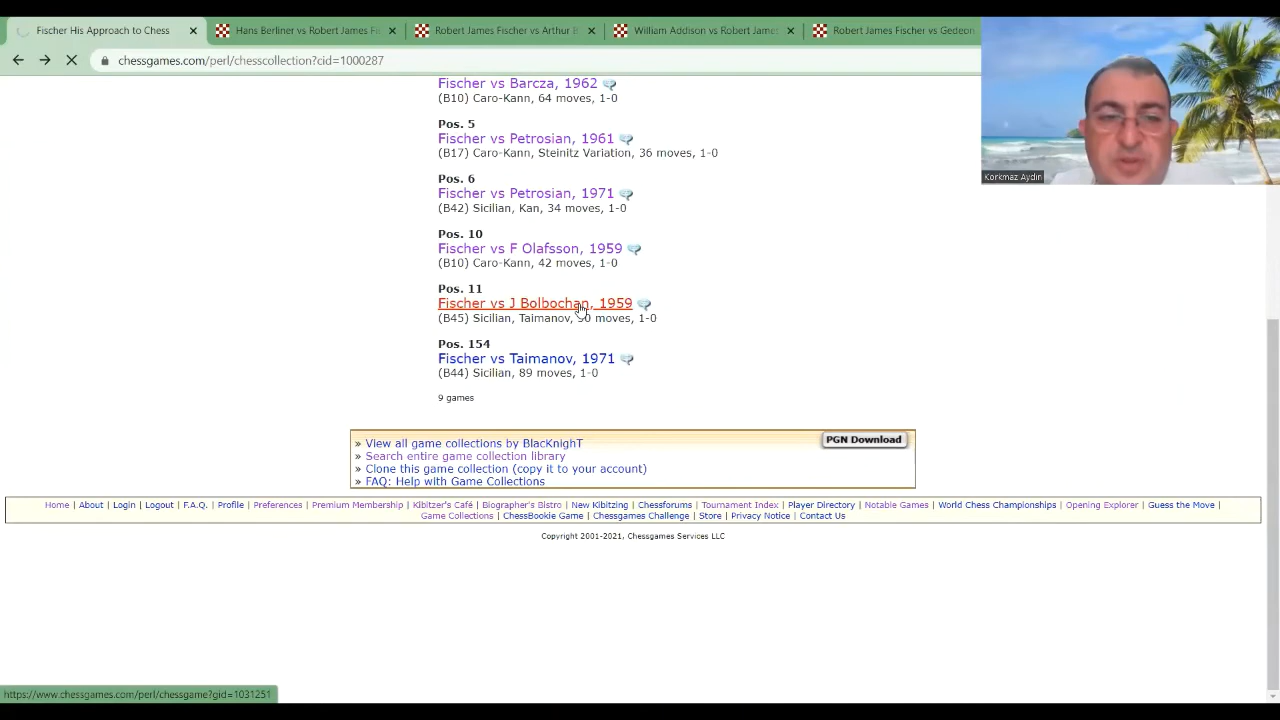 Fischer His Approach to Chess
Hans Berliner vs Robert James Fi
Robert James Fischer vs Arthur B
William Addison vs Robert James
Robert James Fischer vs Gedeon
chessgames.com/perl/chesscollection?cid=1000287
Fischer vs Barcza, 1962
(B10) Caro-Kann, 64 moves, 1-0
Pos. 5
Fischer vs Petrosian, 1961
(B17) Caro-Kann, Steinitz Variation, 36 moves, 1-0
Pos. 6
Fischer vs Petrosian, 1971
(B42) Sicilian, Kan, 34 moves, 1-0
Pos. 10
Fischer vs F Olafsson, 1959
(B10) Caro-Kann, 42 moves, 1-0
Pos. 11
Fischer vs J Bolbochan, 1959
(B45) Sicilian, Taimanov, moves, 1-0
Pos. 154
Fischer vs Taimanov, 1971
(B44) Sicilian, 89 moves, 1-0
9 games
» View all game collections by BlacKnighT
» Search entire game collection library
» Clone this game collection (copy it to your account)
» FAQ: Help with Game Collections
PGN Download
Home | About | Login | Logout | F.A.Q. | Profile | Preferences | Premium Membership | Kibitzer's Café | Biographer's Bistro | New Kibitzing | Chessforums | Tournament Index | Player Directory | Notable Games | World Chess Championships | Opening Explorer | Guess the Move |
Game Collections | ChessBookie Game | Chessgames Challenge | Store | Privacy Notice | Contact Us
Copyright 2001-2021, Chessgames Services LLC
https://www.chessgames.com/perl/chessgame?gid=1031251
Korkmaz Aydın